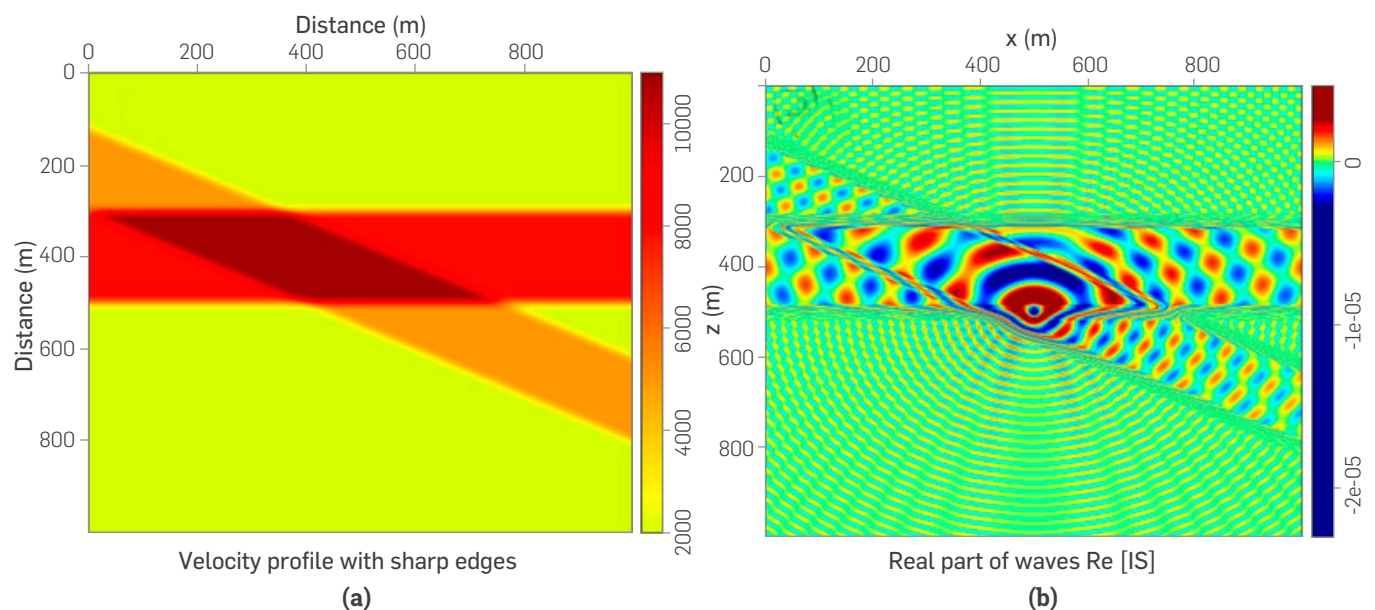 Distance (m)
0 200 400 600 800
0
200
400
600
800
Distance (m)
10000
8000
6000
4000
2000
Velocity profile with sharp edges
(a)
x (m)
0 200 400 600 800
200
400
600
800
z (m)
0
-1e-05
-2e-05
Real part of waves Re [IS]
(b)